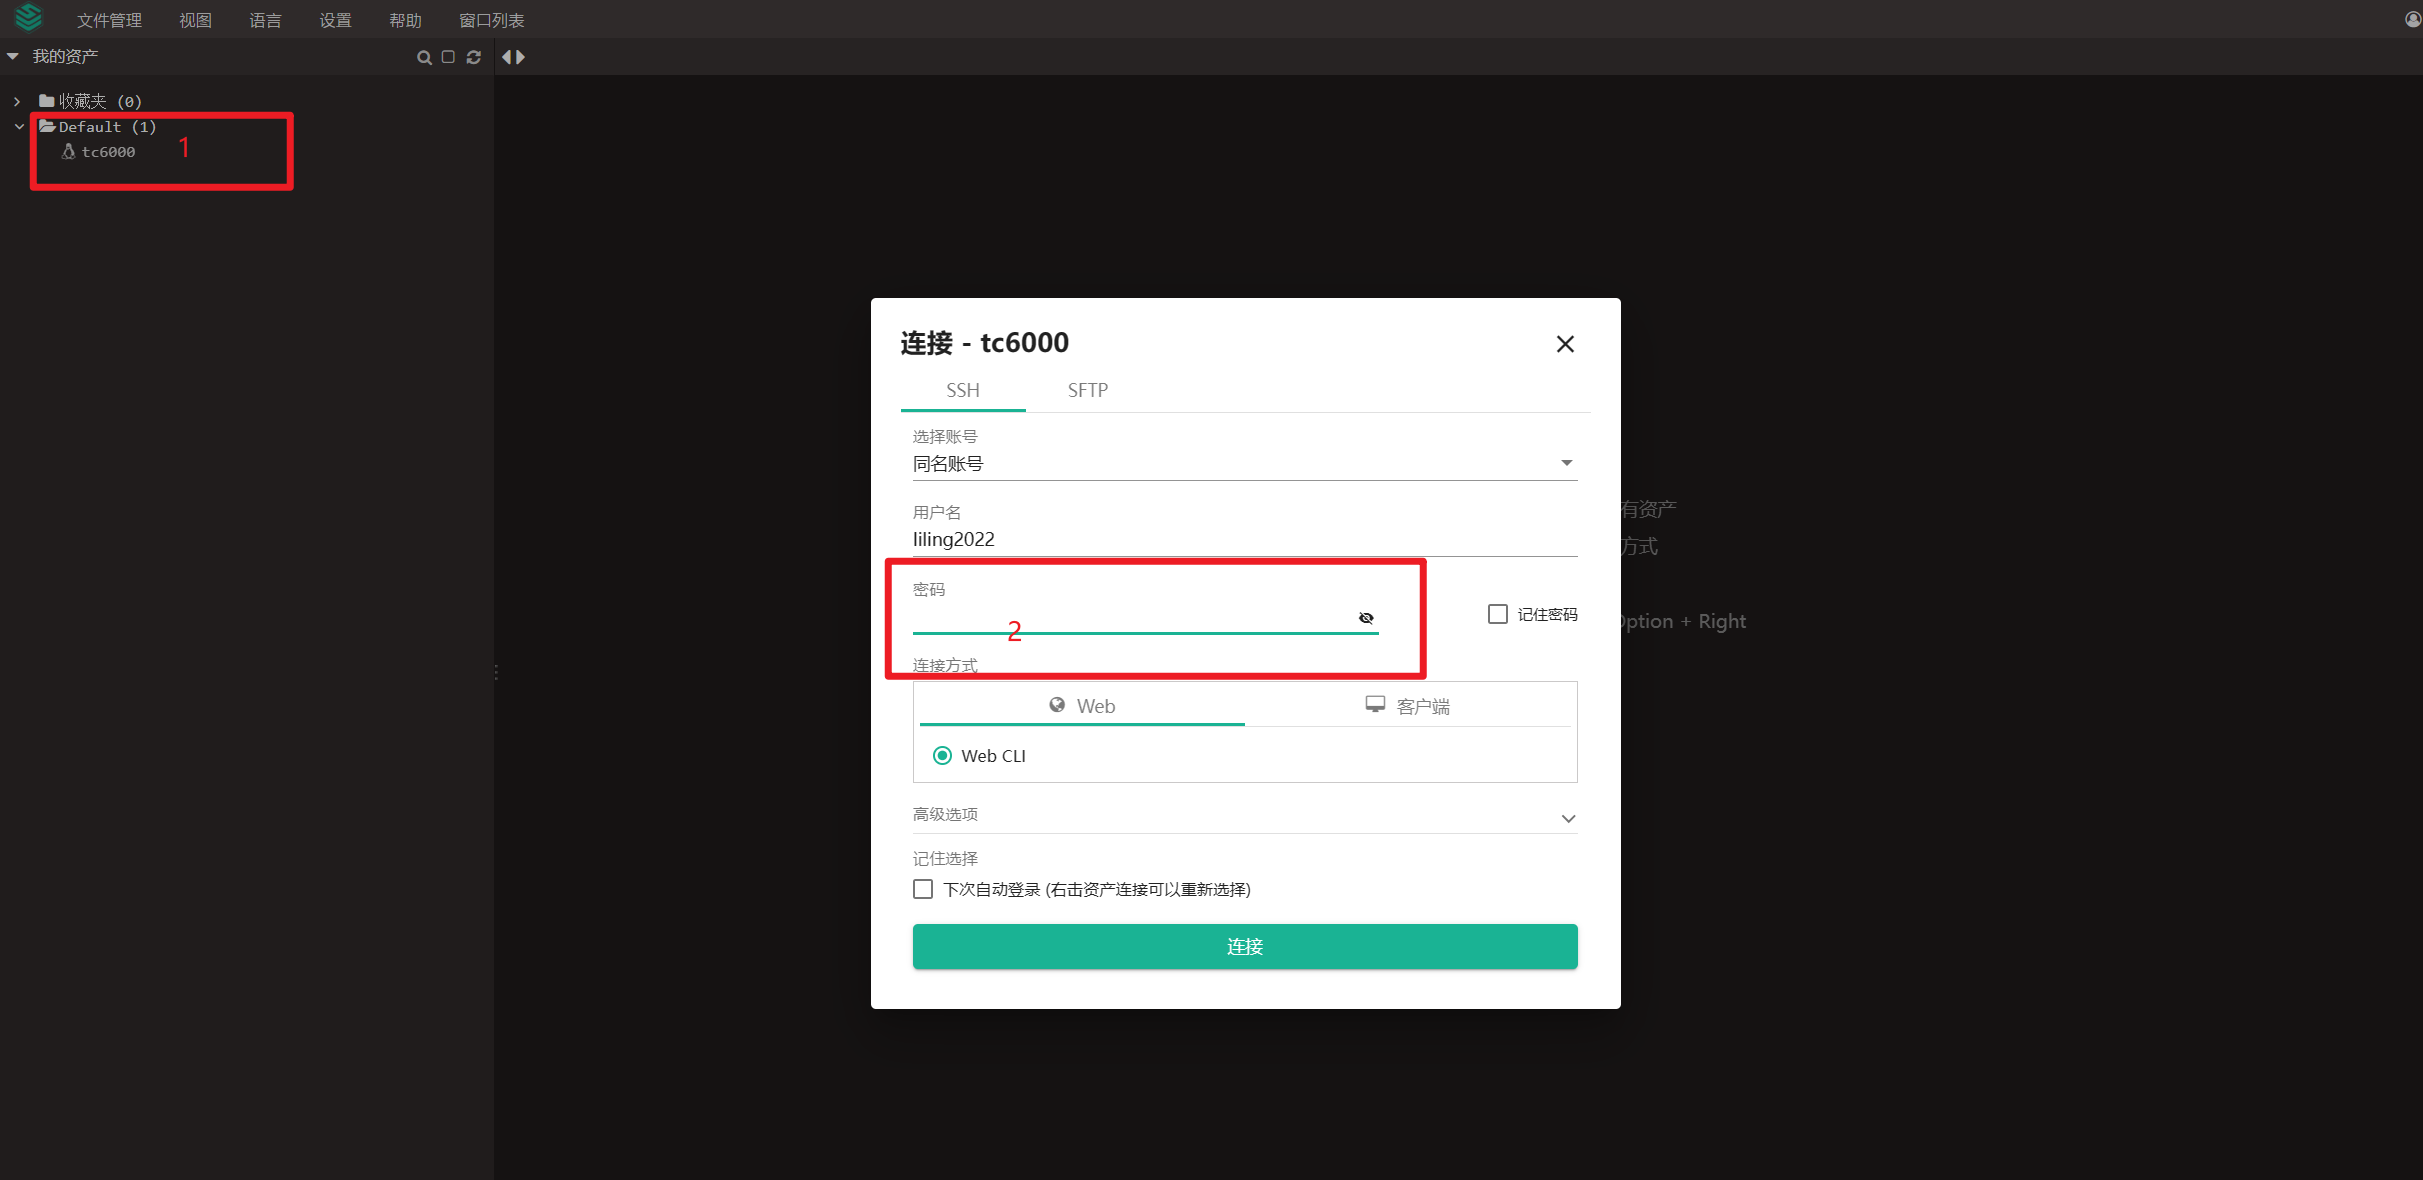 文件管理 视图 语言 设置 帮助 窗口列表
我的资产
收藏夹 (0)
Default (1)
tc6000
1
连接 - tc6000
SSH SFTP
选择账号
同名账号
用户名
liling2022
密码
2
记住密码
连接方式
Web 客户端
Web CLI
高级选项
记住选择
下次自动登录 (右击资产连接可以重新选择)
连接
有资产
方式
ption + Right